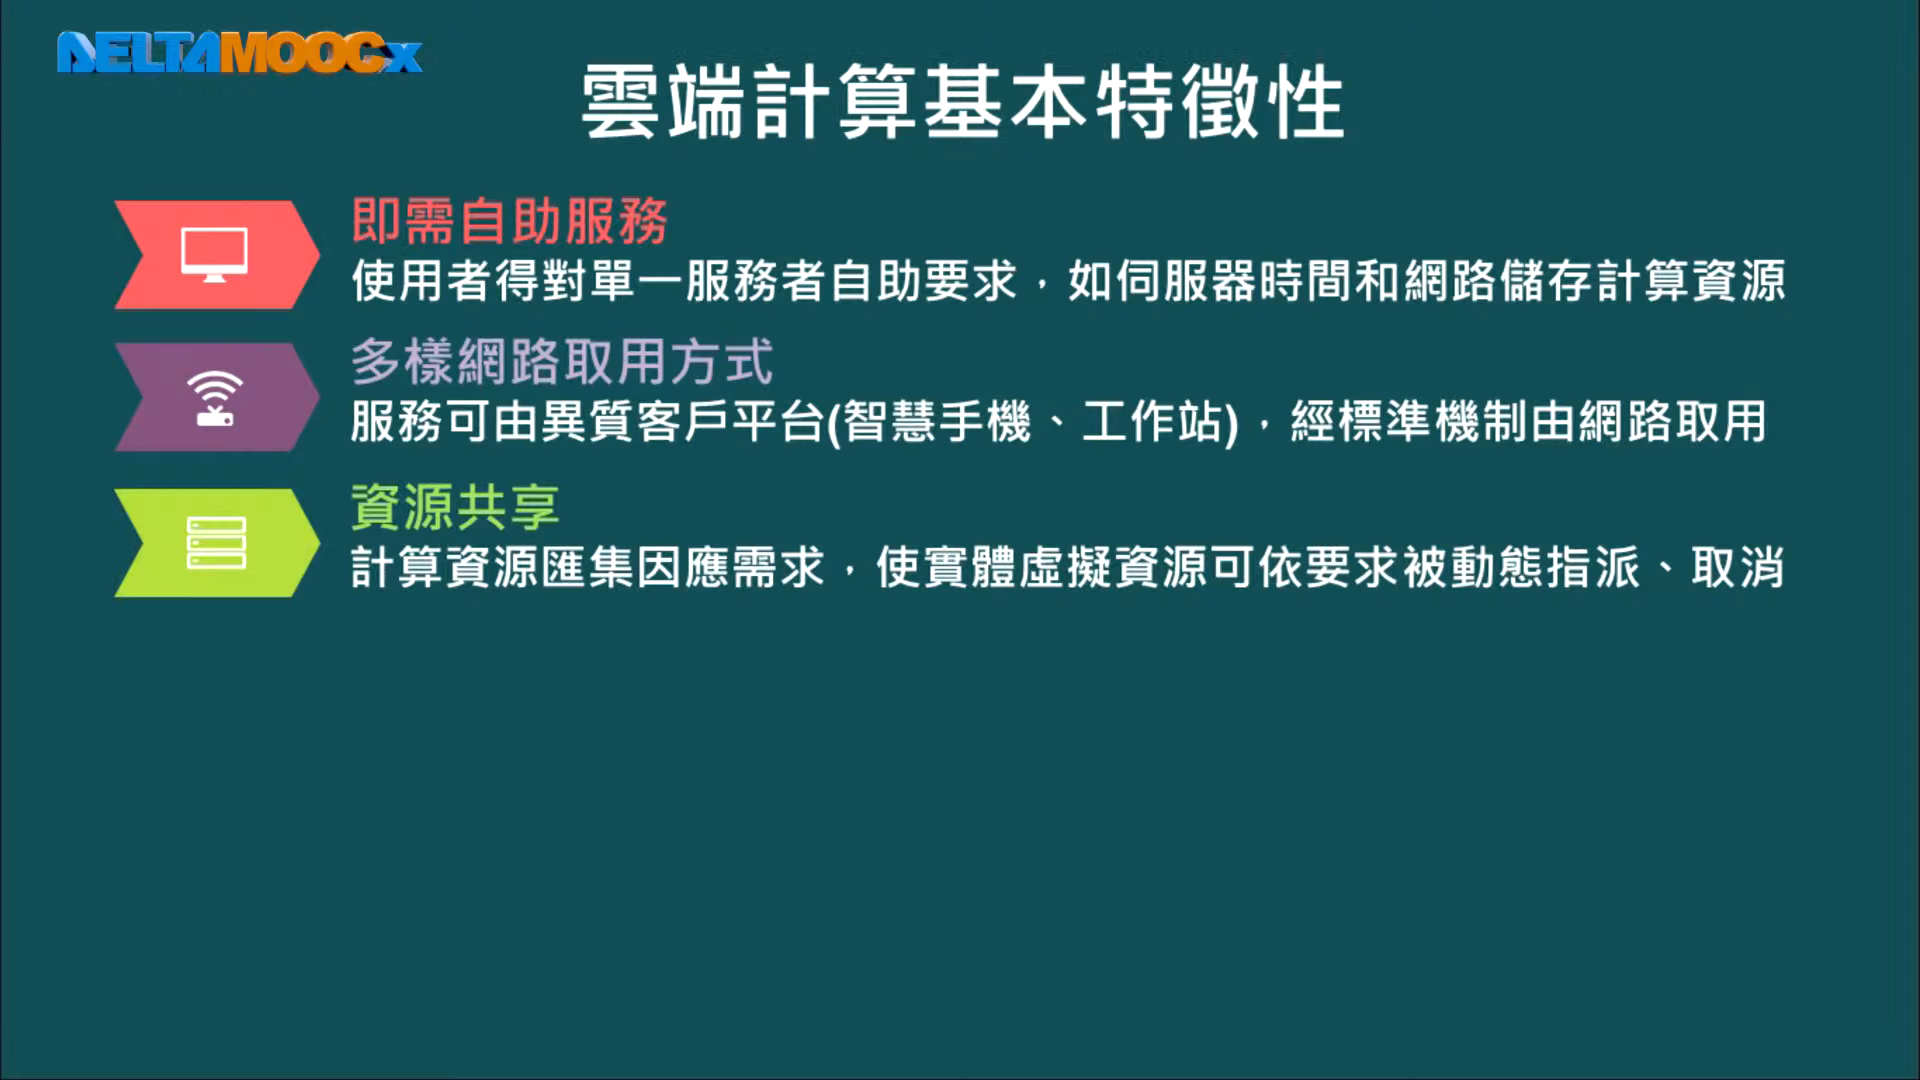 DELTAMOOCx
雲端計算基本特徵性
即需自助服務
使用者得對單一服務者自助要求，如伺服器時間和網路儲存計算資源
多樣網路取用方式
服務可由異質客戶平台(智慧手機、工作站)，經標準機制由網路取用
資源共享
計算資源匯集因應需求，使實體虛擬資源可依要求被動態指派、取消